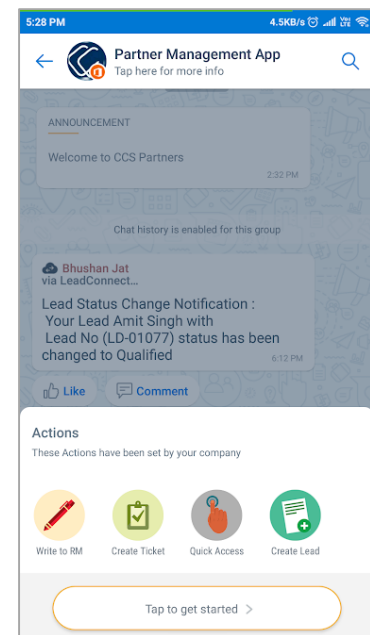 5:28 PM 4.5KB/s
Partner Management App
Tap here for more info
ANNOUNCEMENT
Welcome to CCS Partners
2:32 PM
Chat history is enabled for this group
Bhushan Jat
via LeadConnect...
Lead Status Change Notification :
Your Lead Amit Singh with
Lead No (LD-01077) status has been
changed to Qualified
6:12 PM
Like Comment
Actions
These Actions have been set by your company
Write to RM Create Ticket Quick Access Create Lead
Tap to get started >